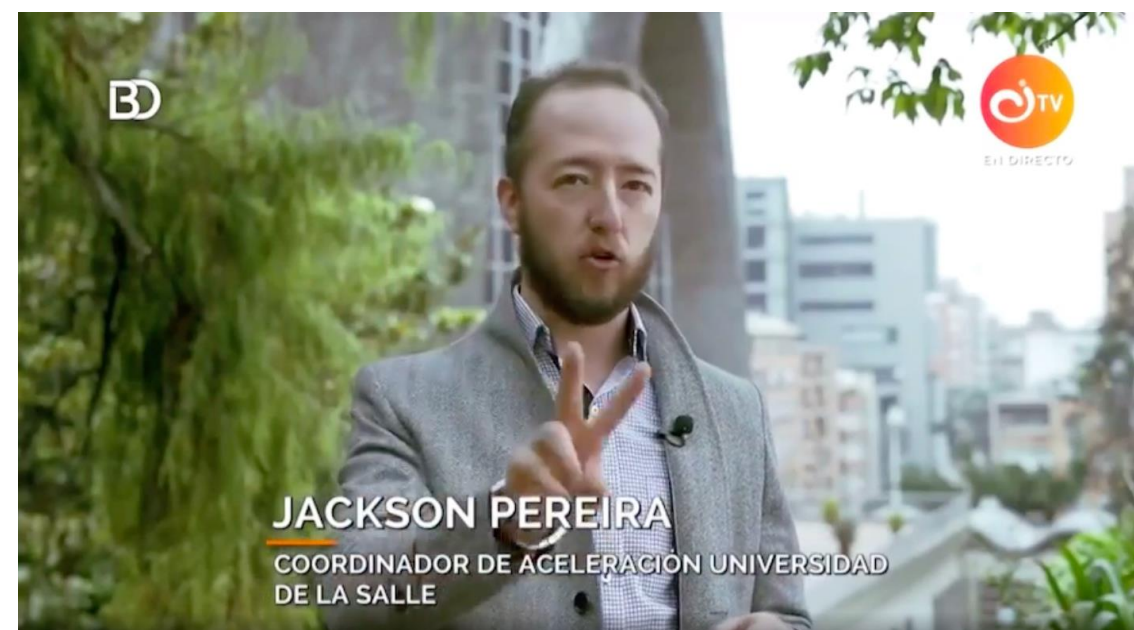 BD
TV
EN DIRECTO
JACKSON PEREIRA
COORDINADOR DE ACELERACIÓN UNIVERSIDAD
DE LA SALLE